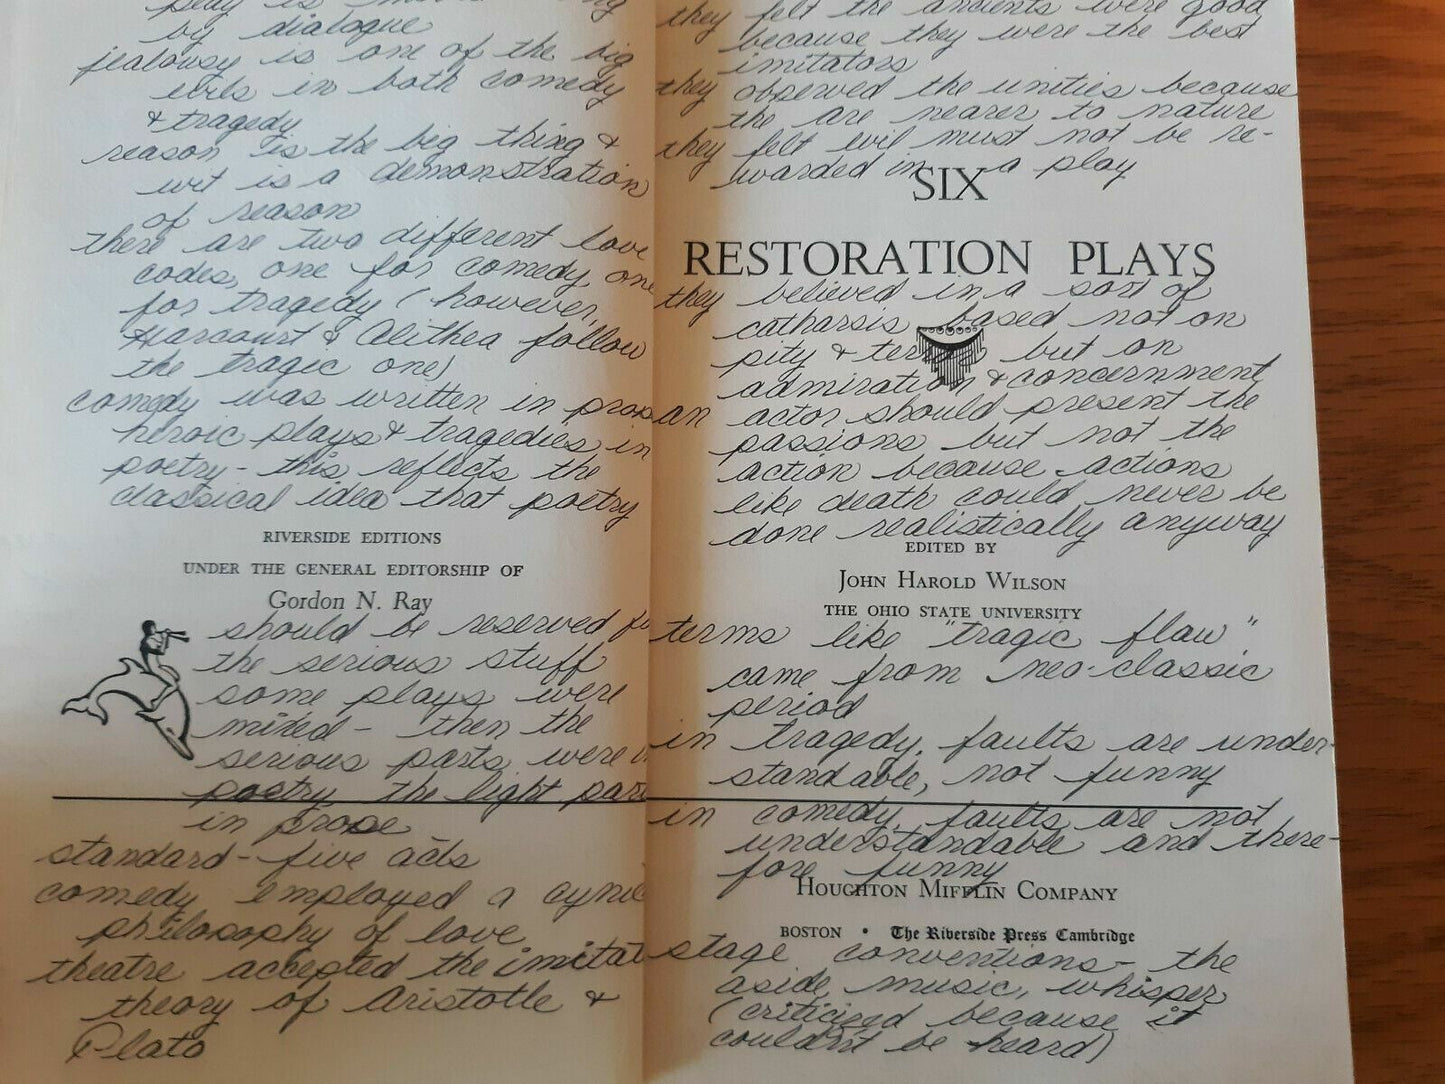 by dialogue
jealousy is one of the big
evils in both comedy
& tragedy
reason is the big thing &
wit is a demonstration
of reason
there are two different love
codes, one for comedy, one
for tragedy (however,
Harcourt & Alithea follow
the tragic one)
comedy was written in prose
heroic plays & tragedies in
poetry - this reflects the
classical idea that poetry
RIVERSIDE EDITIONS
UNDER THE GENERAL EDITORSHIP OF
Gordon N. Ray
should be reserved
the serious stuff
some plays were
mixed - then the
serious parts were
poetry the light
in prose
standard - five acts
comedy employed a
philosophy of love
theatre accepted the imitat
theory of Aristotle &
Plato
they felt the ancients were good
because they were the best
imitators
they observed the unities because
the are nearer to nature
they felt evil must not be re-
warded in a play
SIX
RESTORATION PLAYS
they believed in a sort of
catharsis based not on
pity & terror but on
admiration & concernment
an actor should present the
passions but not the
action because actions
like death could never be
done realistically anyway
EDITED BY
JOHN HAROLD WILSON
THE OHIO STATE UNIVERSITY
terms like "tragic flaw"
came from neo-classic
period
in tragedy, faults are under-
standable, not funny
in comedy, faults are not
understandable and there-
fore funny
HOUGHTON MIFFLIN COMPANY
BOSTON • The Riverside Press Cambridge
stage conventions - the
aside, music, whisper
(criticized because it
couldn't be heard)